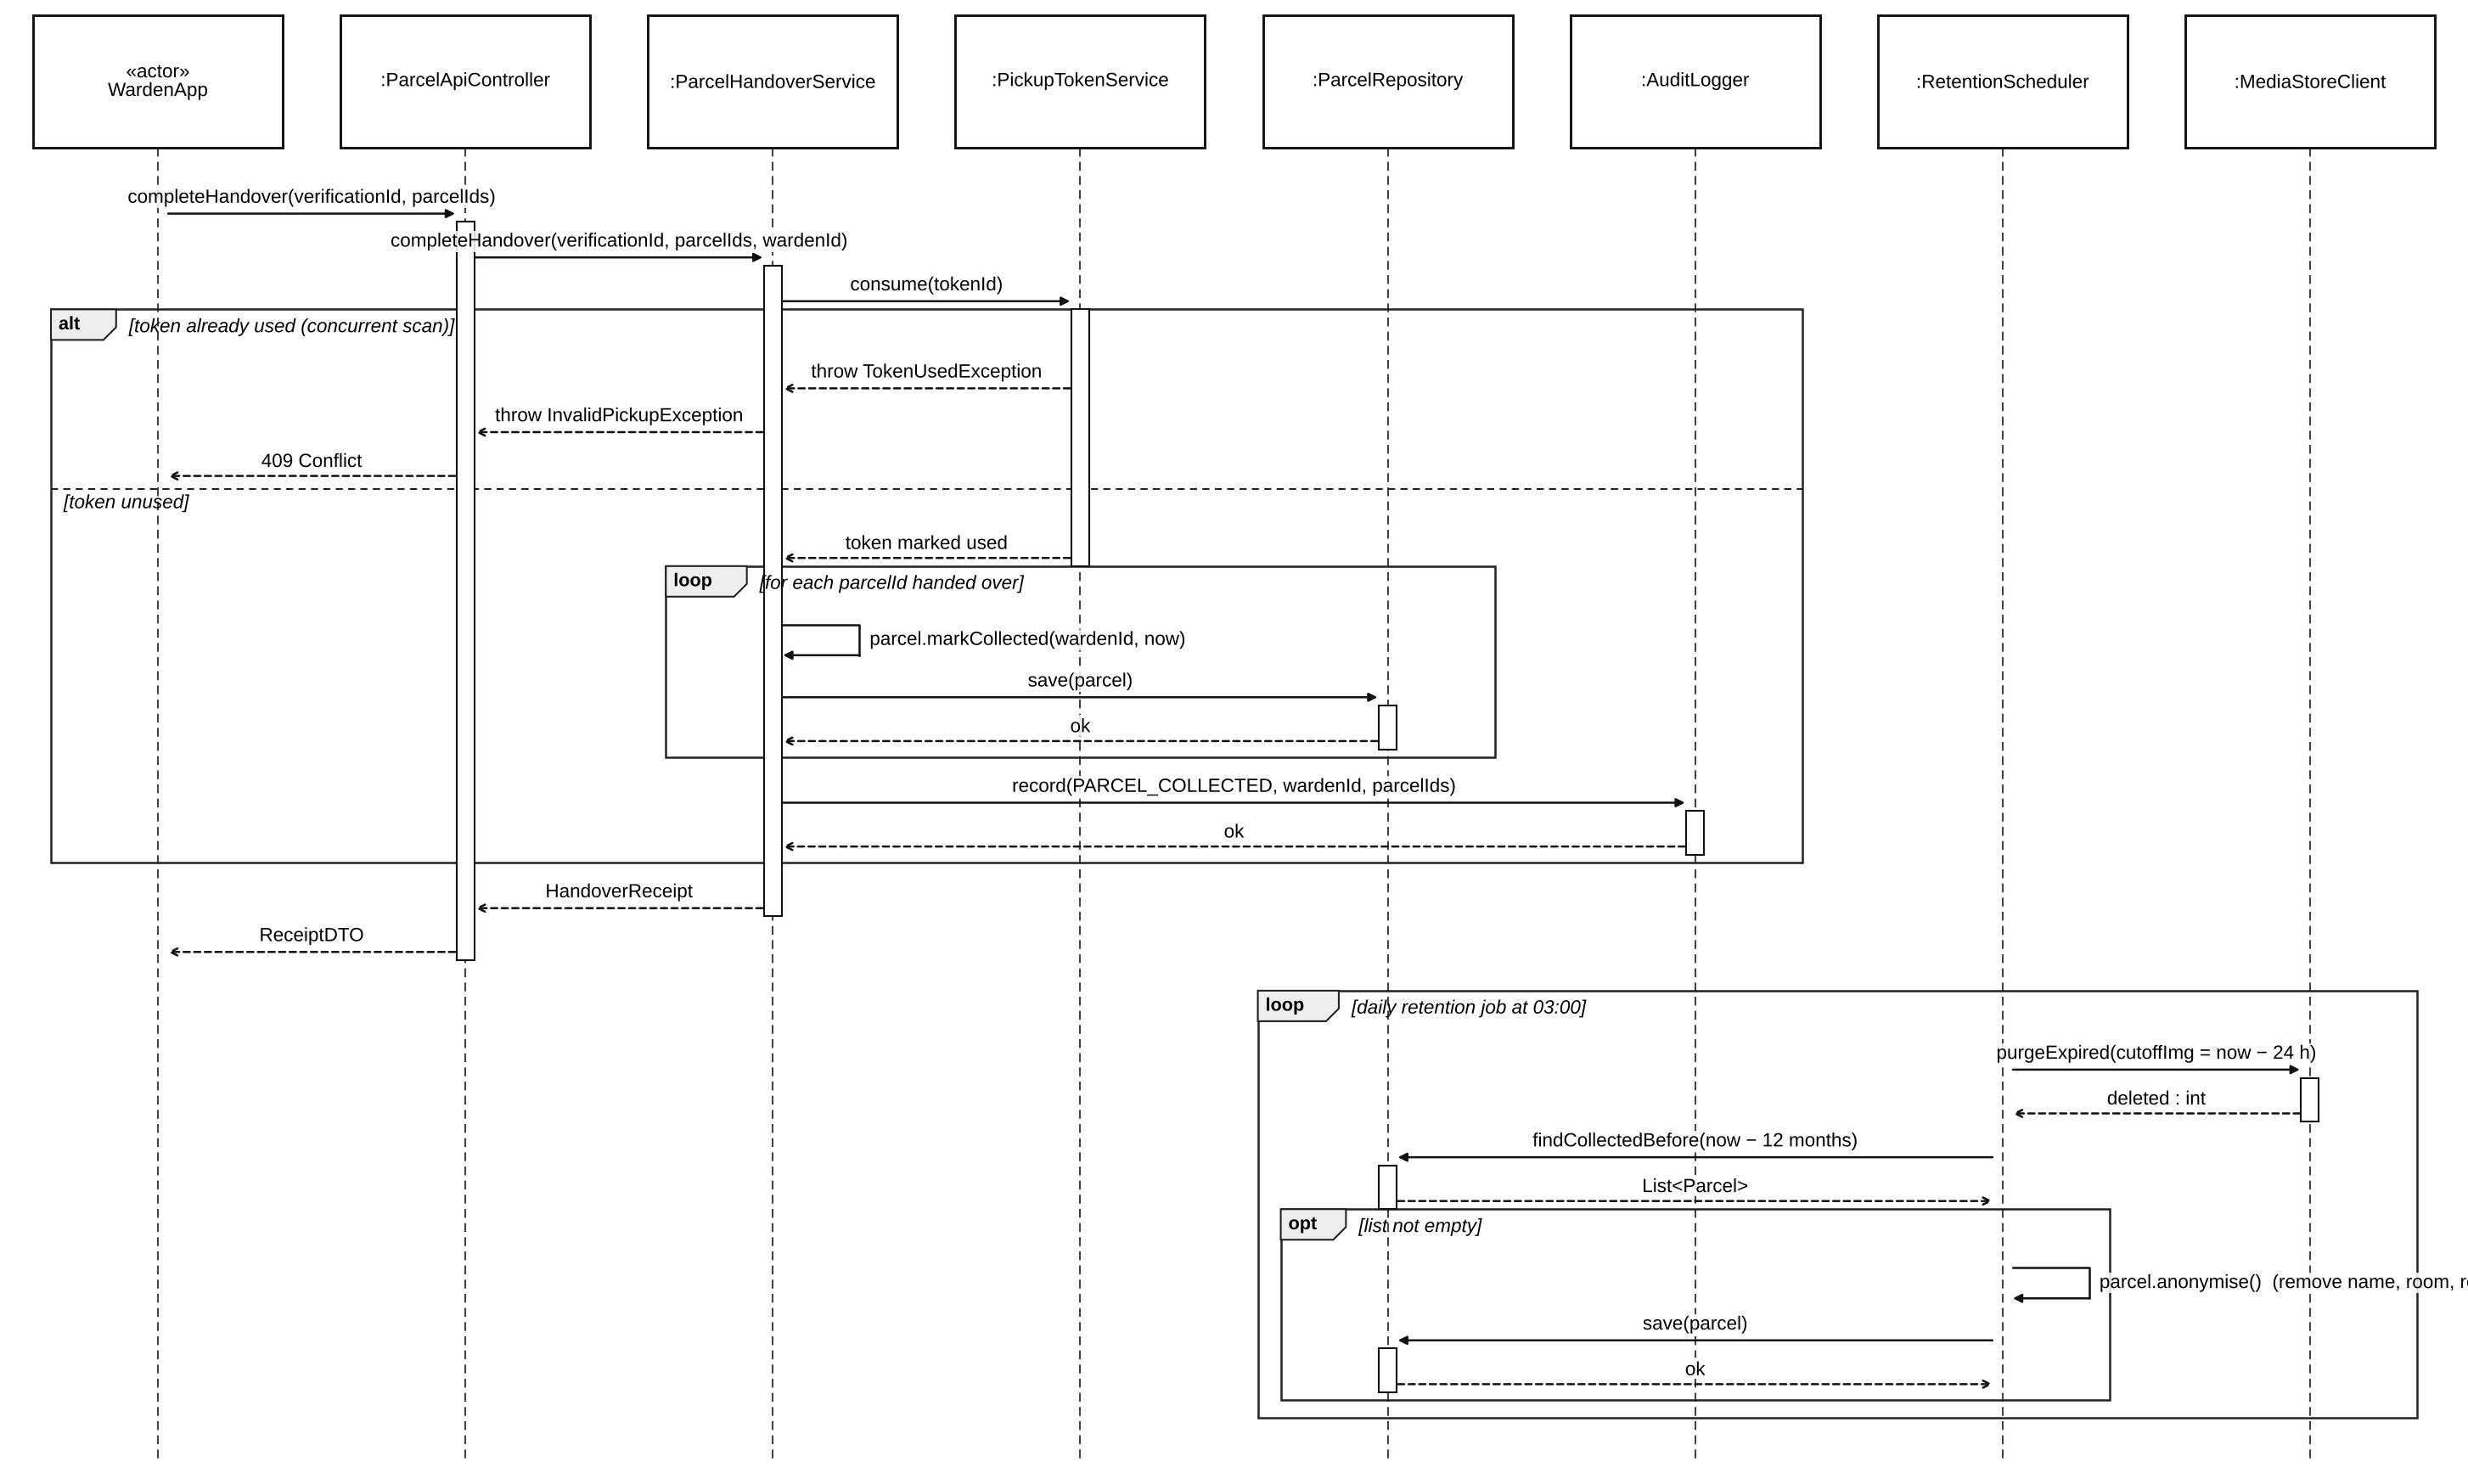 «actor»
WardenApp
:ParcelApiController
:ParcelHandoverService
:PickupTokenService
:ParcelRepository
:AuditLogger
:RetentionScheduler
:MediaStoreClient
completeHandover(verificationId, parcelIds)
completeHandover(verificationId, parcelIds, wardenId)
consume(tokenId)
alt
[token already used (concurrent scan)]
throw TokenUsedException
throw InvalidPickupException
409 Conflict
[token unused]
token marked used
loop
[for each parcelId handed over]
parcel.markCollected(wardenId, now)
save(parcel)
ok
record(PARCEL_COLLECTED, wardenId, parcelIds)
ok
HandoverReceipt
ReceiptDTO
loop
[daily retention job at 03:00]
purgeExpired(cutoffImg = now − 24 h)
deleted : int
findCollectedBefore(now − 12 months)
List<Parcel>
opt
[list not empty]
parcel.anonymise() (remove name, room,
save(parcel)
ok